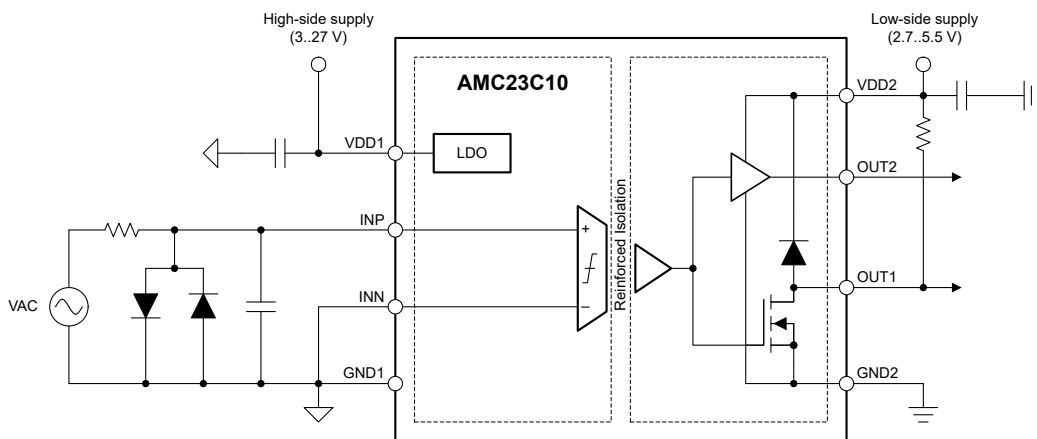 High-side supply
(3..27 V)
Low-side supply
(2.7..5.5 V)
AMC23C10
VDD1
LDO
VDD2
OUT2
INP
+
Reinforced Isolation
VAC
INN
−
OUT1
GND1
GND2